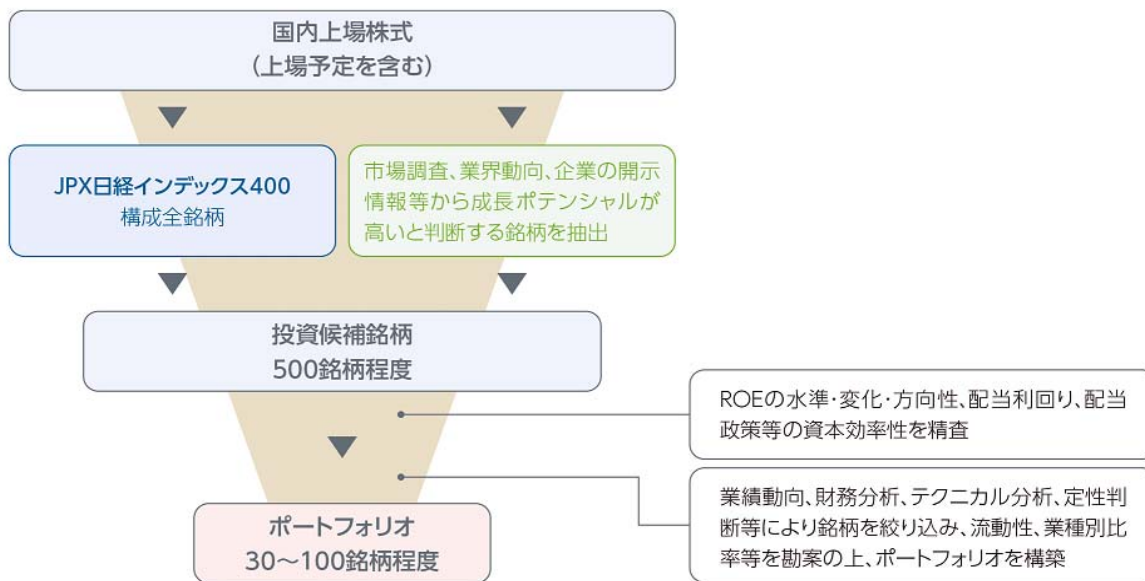 国内上場株式
(上場予定を含む)
JPX日経インデックス400
構成全銘柄
市場調査、業界動向、企業の開示
情報等から成長ポテンシャルが
高いと判断する銘柄を抽出
投資候補銘柄
500銘柄程度
ROEの水準・変化・方向性、配当利回り、配当
政策等の資本効率性を精査
業績動向、財務分析、テクニカル分析、定性判
断等により銘柄を絞り込み、流動性、業種別比
率等を勘案の上、ポートフォリオを構築
ポートフォリオ
30〜100銘柄程度